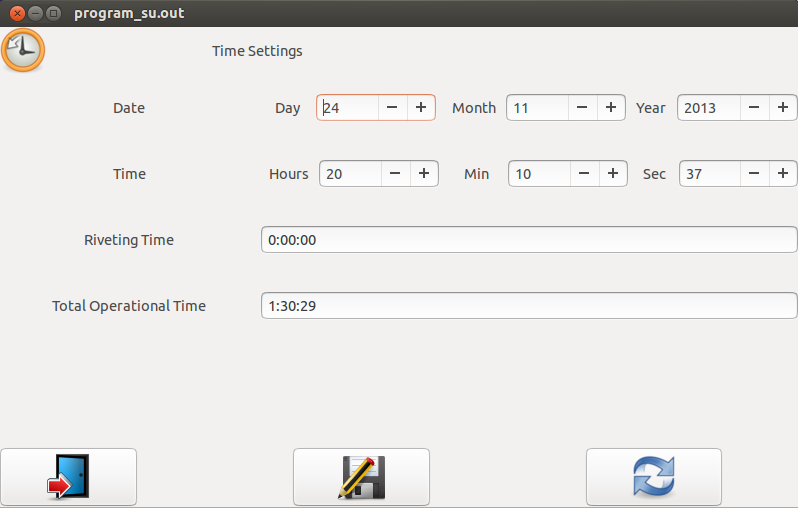 program_su.out
Time Settings
Date Day 24 Month 11 Year 2013
Time Hours 20 Min 10 Sec 37
Riveting Time 0:00:00
Total Operational Time 1:30:29